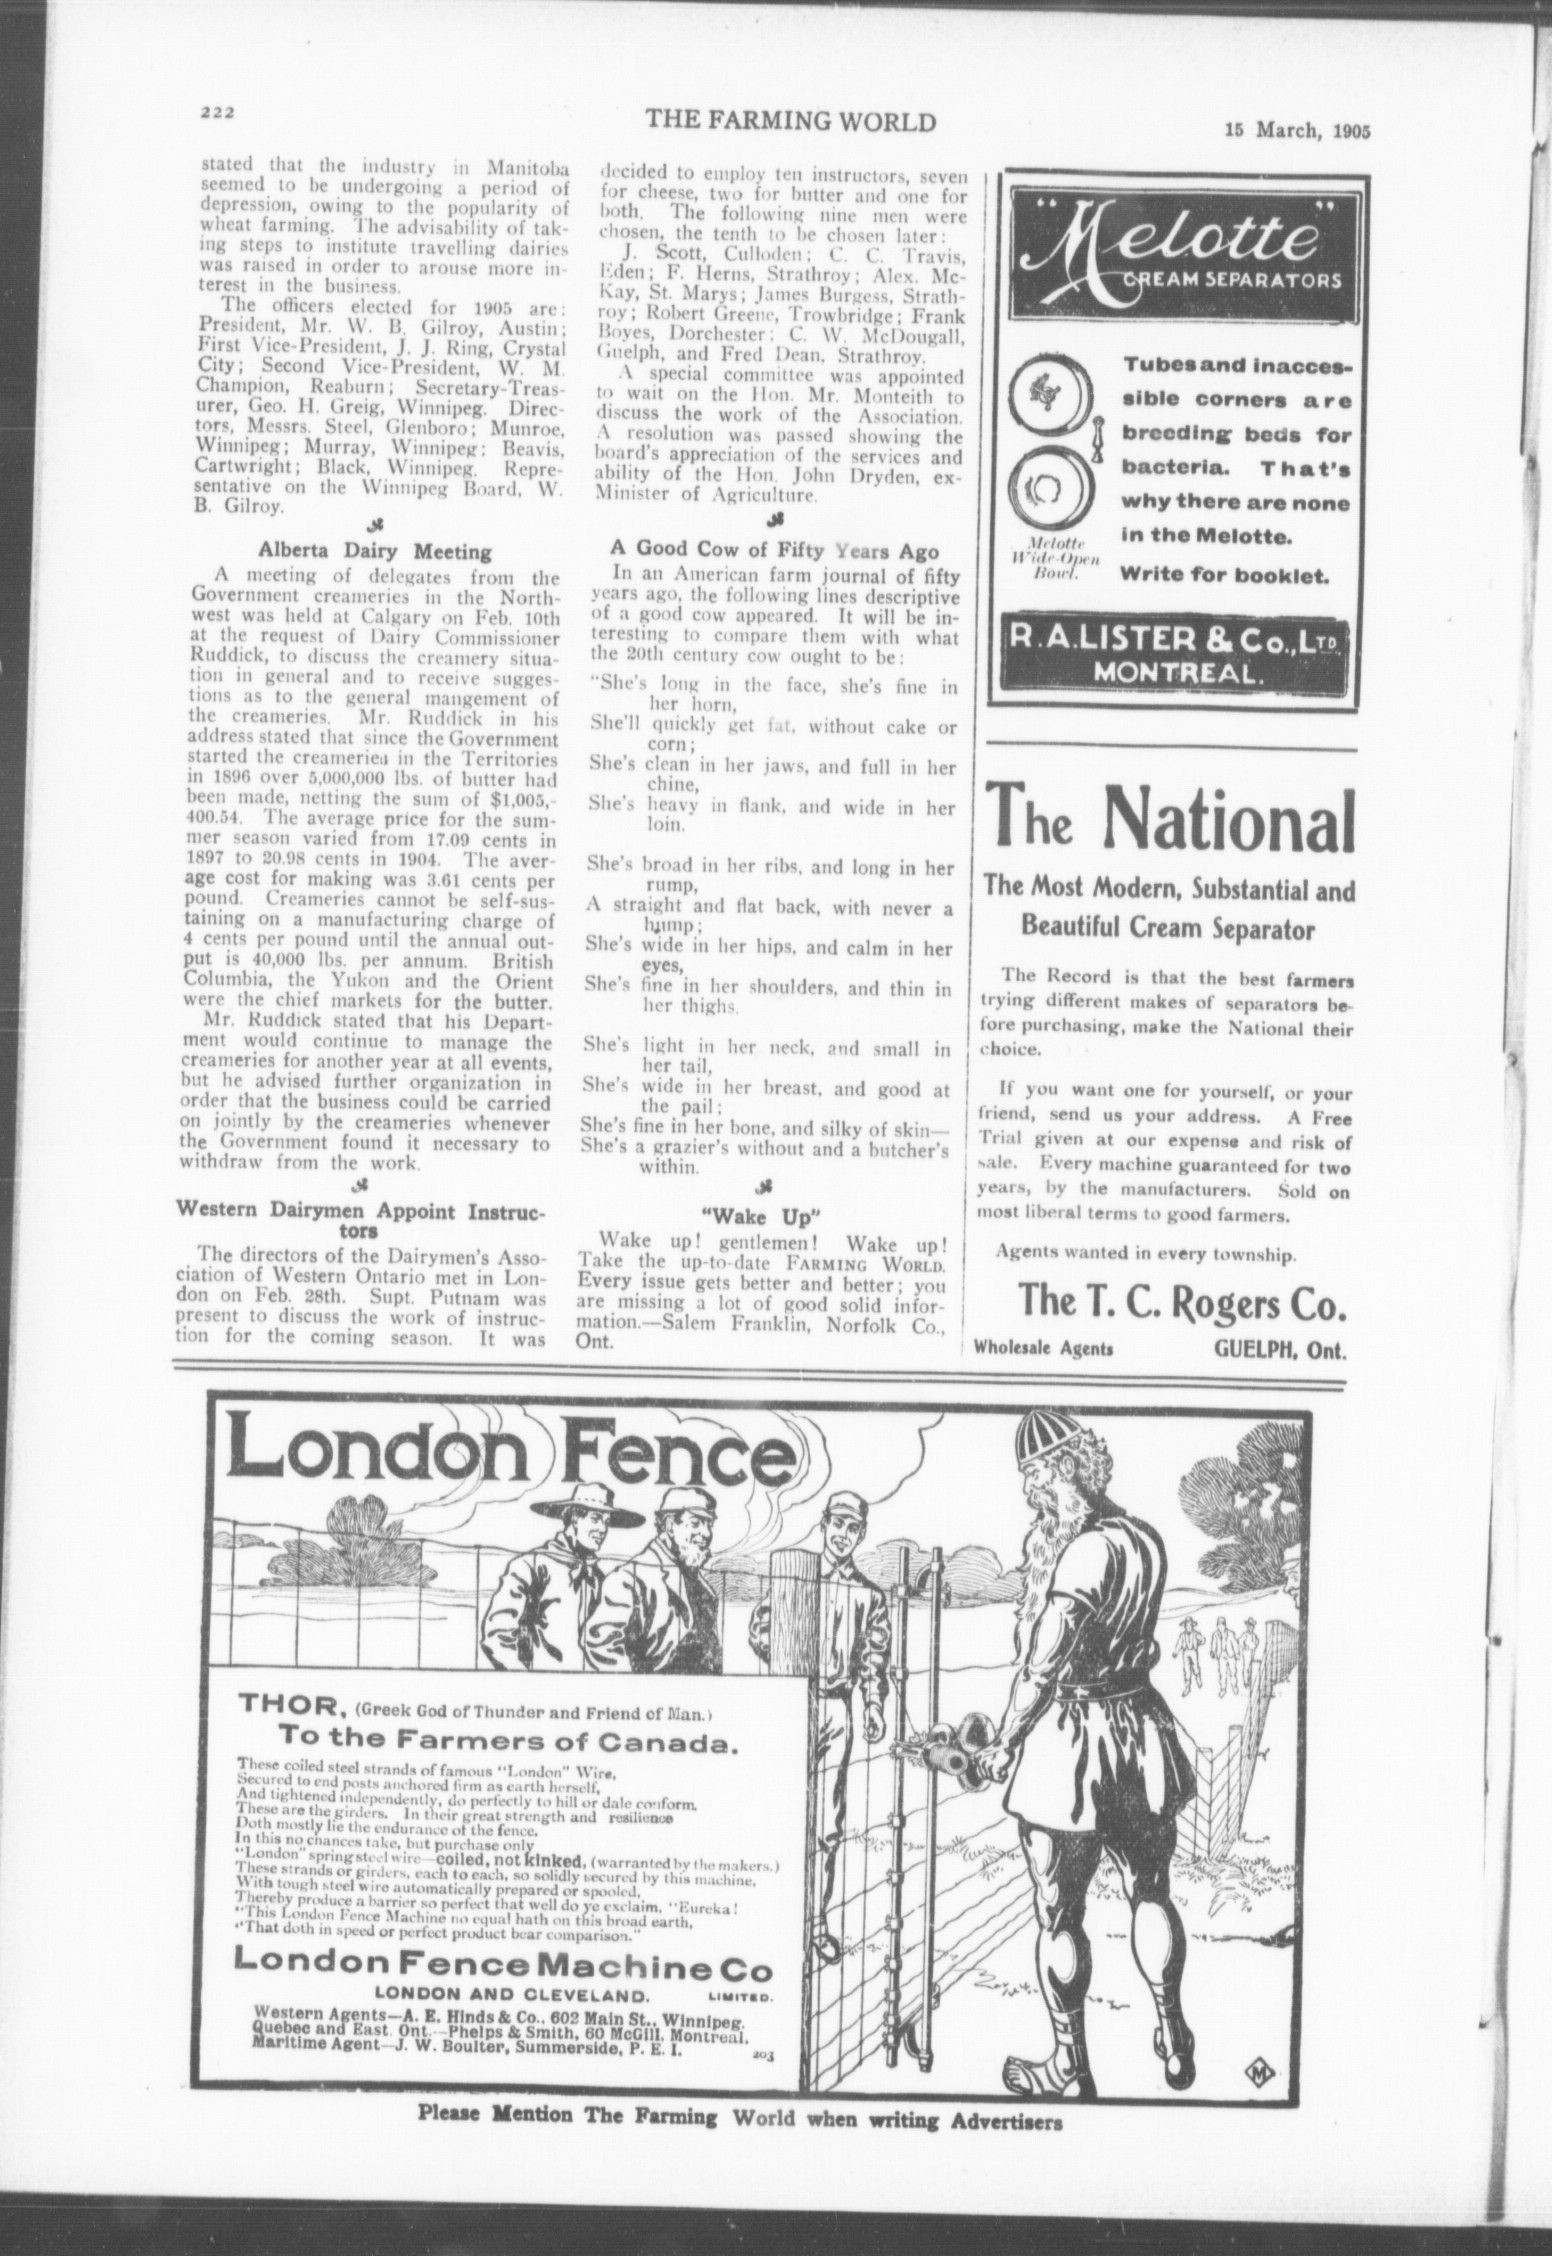 222
THE FARMING WORLD
15 March, 1905
stated that the industry in Manitoba
seemed to be undergoing a period of
depression, owing to the popularity of
wheat farming. The advisability of tak-
ing steps to institute travelling dairies
was raised in order to arouse more in-
terest in the business.
The officers elected for 1905 are:
President, Mr. W. B. Gilroy, Austin;
First Vice-President, J. J. Ring, Crystal
City; Second Vice-President, W. M.
Champion, Reaburn; Secretary-Treas-
urer, Geo. H. Greig, Winnipeg. Direc-
tors, Messrs. Steel, Glenboro; Munroe,
Winnipeg; Murray, Winnipeg; Beavis,
Cartwright; Black, Winnipeg. Repre-
sentative on the Winnipeg Board, W.
B. Gilroy.
Alberta Dairy Meeting
A meeting of delegates from the
Government creameries in the North-
west was held at Calgary on Feb. 10th
at the request of Dairy Commissioner
Ruddick, to discuss the creamery situa-
tion in general and to receive sugges-
tions as to the general mangement of
the creameries. Mr. Ruddick in his
address stated that since the Government
started the creameries in the Territories
in 1896 over 5,000,000 lbs. of butter had
been made, netting the sum of $1,005,-
400.54. The average price for the sum-
mer season varied from 17.09 cents in
1897 to 20.98 cents in 1904. The aver-
age cost for making was 3.61 cents per
pound. Creameries cannot be self-sus-
taining on a manufacturing charge of
4 cents per pound until the annual out-
put is 40,000 lbs. per annum. British
Columbia, the Yukon and the Orient
were the chief markets for the butter.
Mr. Ruddick stated that his Depart-
ment would continue to manage the
creameries for another year at all events,
but he advised further organization in
order that the business could be carried
on jointly by the creameries whenever
the Government found it necessary to
withdraw from the work.
Western Dairymen Appoint Instruc-
tors
The directors of the Dairymen's Asso-
ciation of Western Ontario met in Lon-
don on Feb. 28th. Supt. Putnam was
present to discuss the work of instruc-
tion for the coming season. It was
decided to employ ten instructors, seven
for cheese, two for butter and one for
both. The following nine men were
chosen, the tenth to be chosen later:
J. Scott, Culloden; C. C. Travis,
Eden; F. Herns, Strathroy; Alex. Mc-
Kay, St. Marys; James Burgess, Strath-
roy; Robert Greene, Trowbridge; Frank
Boyes, Dorchester; C. W. McDougall,
Guelph, and Fred Dean, Strathroy.
A special committee was appointed
to wait on the Hon. Mr. Monteith to
discuss the work of the Association.
A resolution was passed showing the
board's appreciation of the services and
ability of the Hon. John Dryden, ex-
Minister of Agriculture.
A Good Cow of Fifty Years Ago
In an American farm journal of fifty
years ago, the following lines descriptive
of a good cow appeared. It will be in-
teresting to compare them with what
the 20th century cow ought to be:
"She's long in the face, she's fine in
her horn,
She'll quickly get fat, without cake or
corn;
She's clean in her jaws, and full in her
chine,
She's heavy in flank, and wide in her
loin.
She's broad in her ribs, and long in her
rump,
A straight and flat back, with never a
hump;
She's wide in her hips, and calm in her
eyes,
She's fine in her shoulders, and thin in
her thighs.
She's light in her neck, and small in
her tail,
She's wide in her breast, and good at
the pail;
She's fine in her bone, and silky of skin—
She's a grazier's without and a butcher's
within.
"Wake Up"
Wake up! gentlemen! Wake up!
Take the up-to-date FARMING WORLD.
Every issue gets better and better; you
are missing a lot of good solid infor-
mation.—Salem Franklin, Norfolk Co.,
Ont.
"Melotte"
CREAM SEPARATORS
Tubes and inacces-
sible corners are
breeding beds for
bacteria. That's
why there are none
in the Melotte.
Write for booklet.
Melotte
Wide-Open
Bowl.
R.A.LISTER & Co., LTD.
MONTREAL.
The National
The Most Modern, Substantial and
Beautiful Cream Separator
The Record is that the best farmers
trying different makes of separators be-
fore purchasing, make the National their
choice.
If you want one for yourself, or your
friend, send us your address. A Free
Trial given at our expense and risk of
sale. Every machine guaranteed for two
years, by the manufacturers. Sold on
most liberal terms to good farmers.
Agents wanted in every township.
The T. C. Rogers Co.
Wholesale Agents GUELPH, Ont.
London Fence
THOR, (Greek God of Thunder and Friend of Man.)
To the Farmers of Canada.
These coiled steel strands of famous "London" Wire,
Secured to end posts anchored firm as earth herself,
And tightened independently, do perfectly to hill or dale conform.
These are the girders. In their great strength and resilience
Doth mostly lie the endurance of the fence.
In this no chances take, but purchase only
"London" spring steel wire—coiled, not kinked, (warranted by the makers.)
These strands or girders, each to each, so solidly secured by this machine,
With tough steel wire automatically prepared or spooled,
Thereby produce a barrier so perfect that well do ye exclaim, "Eureka!
"This London Fence Machine no equal hath on this broad earth,
"That doth in speed or perfect product bear comparison."
London Fence Machine Co
LONDON AND CLEVELAND. LIMITED.
Western Agents—A. E. Hinds & Co., 602 Main St., Winnipeg.
Quebec and East. Ont.—Phelps & Smith, 60 McGill, Montreal.
Maritime Agent—J. W. Boulter, Summerside, P. E. I.
203
M
Please Mention The Farming World when writing Advertisers